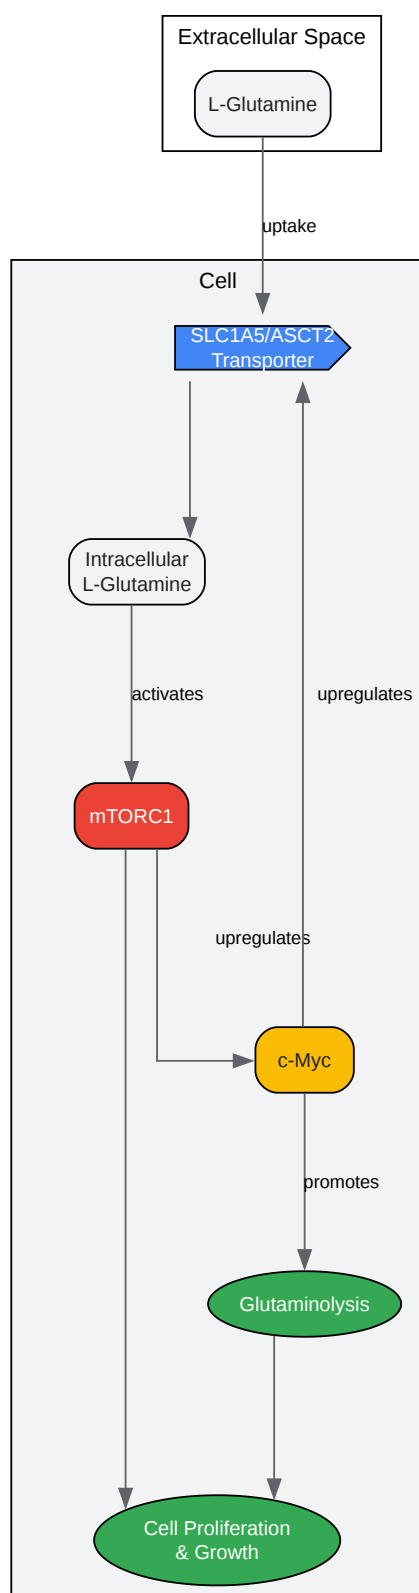 Extracellular Space
L-Glutamine
uptake
Cell
SLC1A5/ASCT2
Transporter
Intracellular
L-Glutamine
activates
upregulates
mTORC1
upregulates
c-Myc
promotes
Glutaminolysis
Cell Proliferation
& Growth